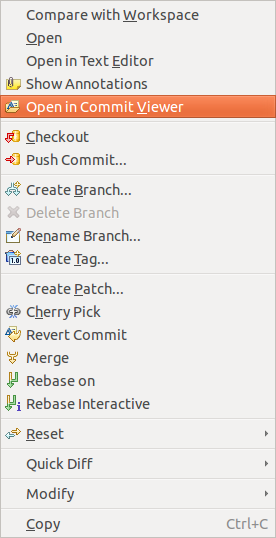 Compare with Workspace
Open
Open in Text Editor
Show Annotations
Open in Commit Viewer
Checkout
Push Commit...
Create Branch...
Delete Branch
Rename Branch...
Create Tag...
Create Patch...
Cherry Pick
Revert Commit
Merge
Rebase on
Rebase Interactive
Reset
Quick Diff
Modify
Copy Ctrl+C